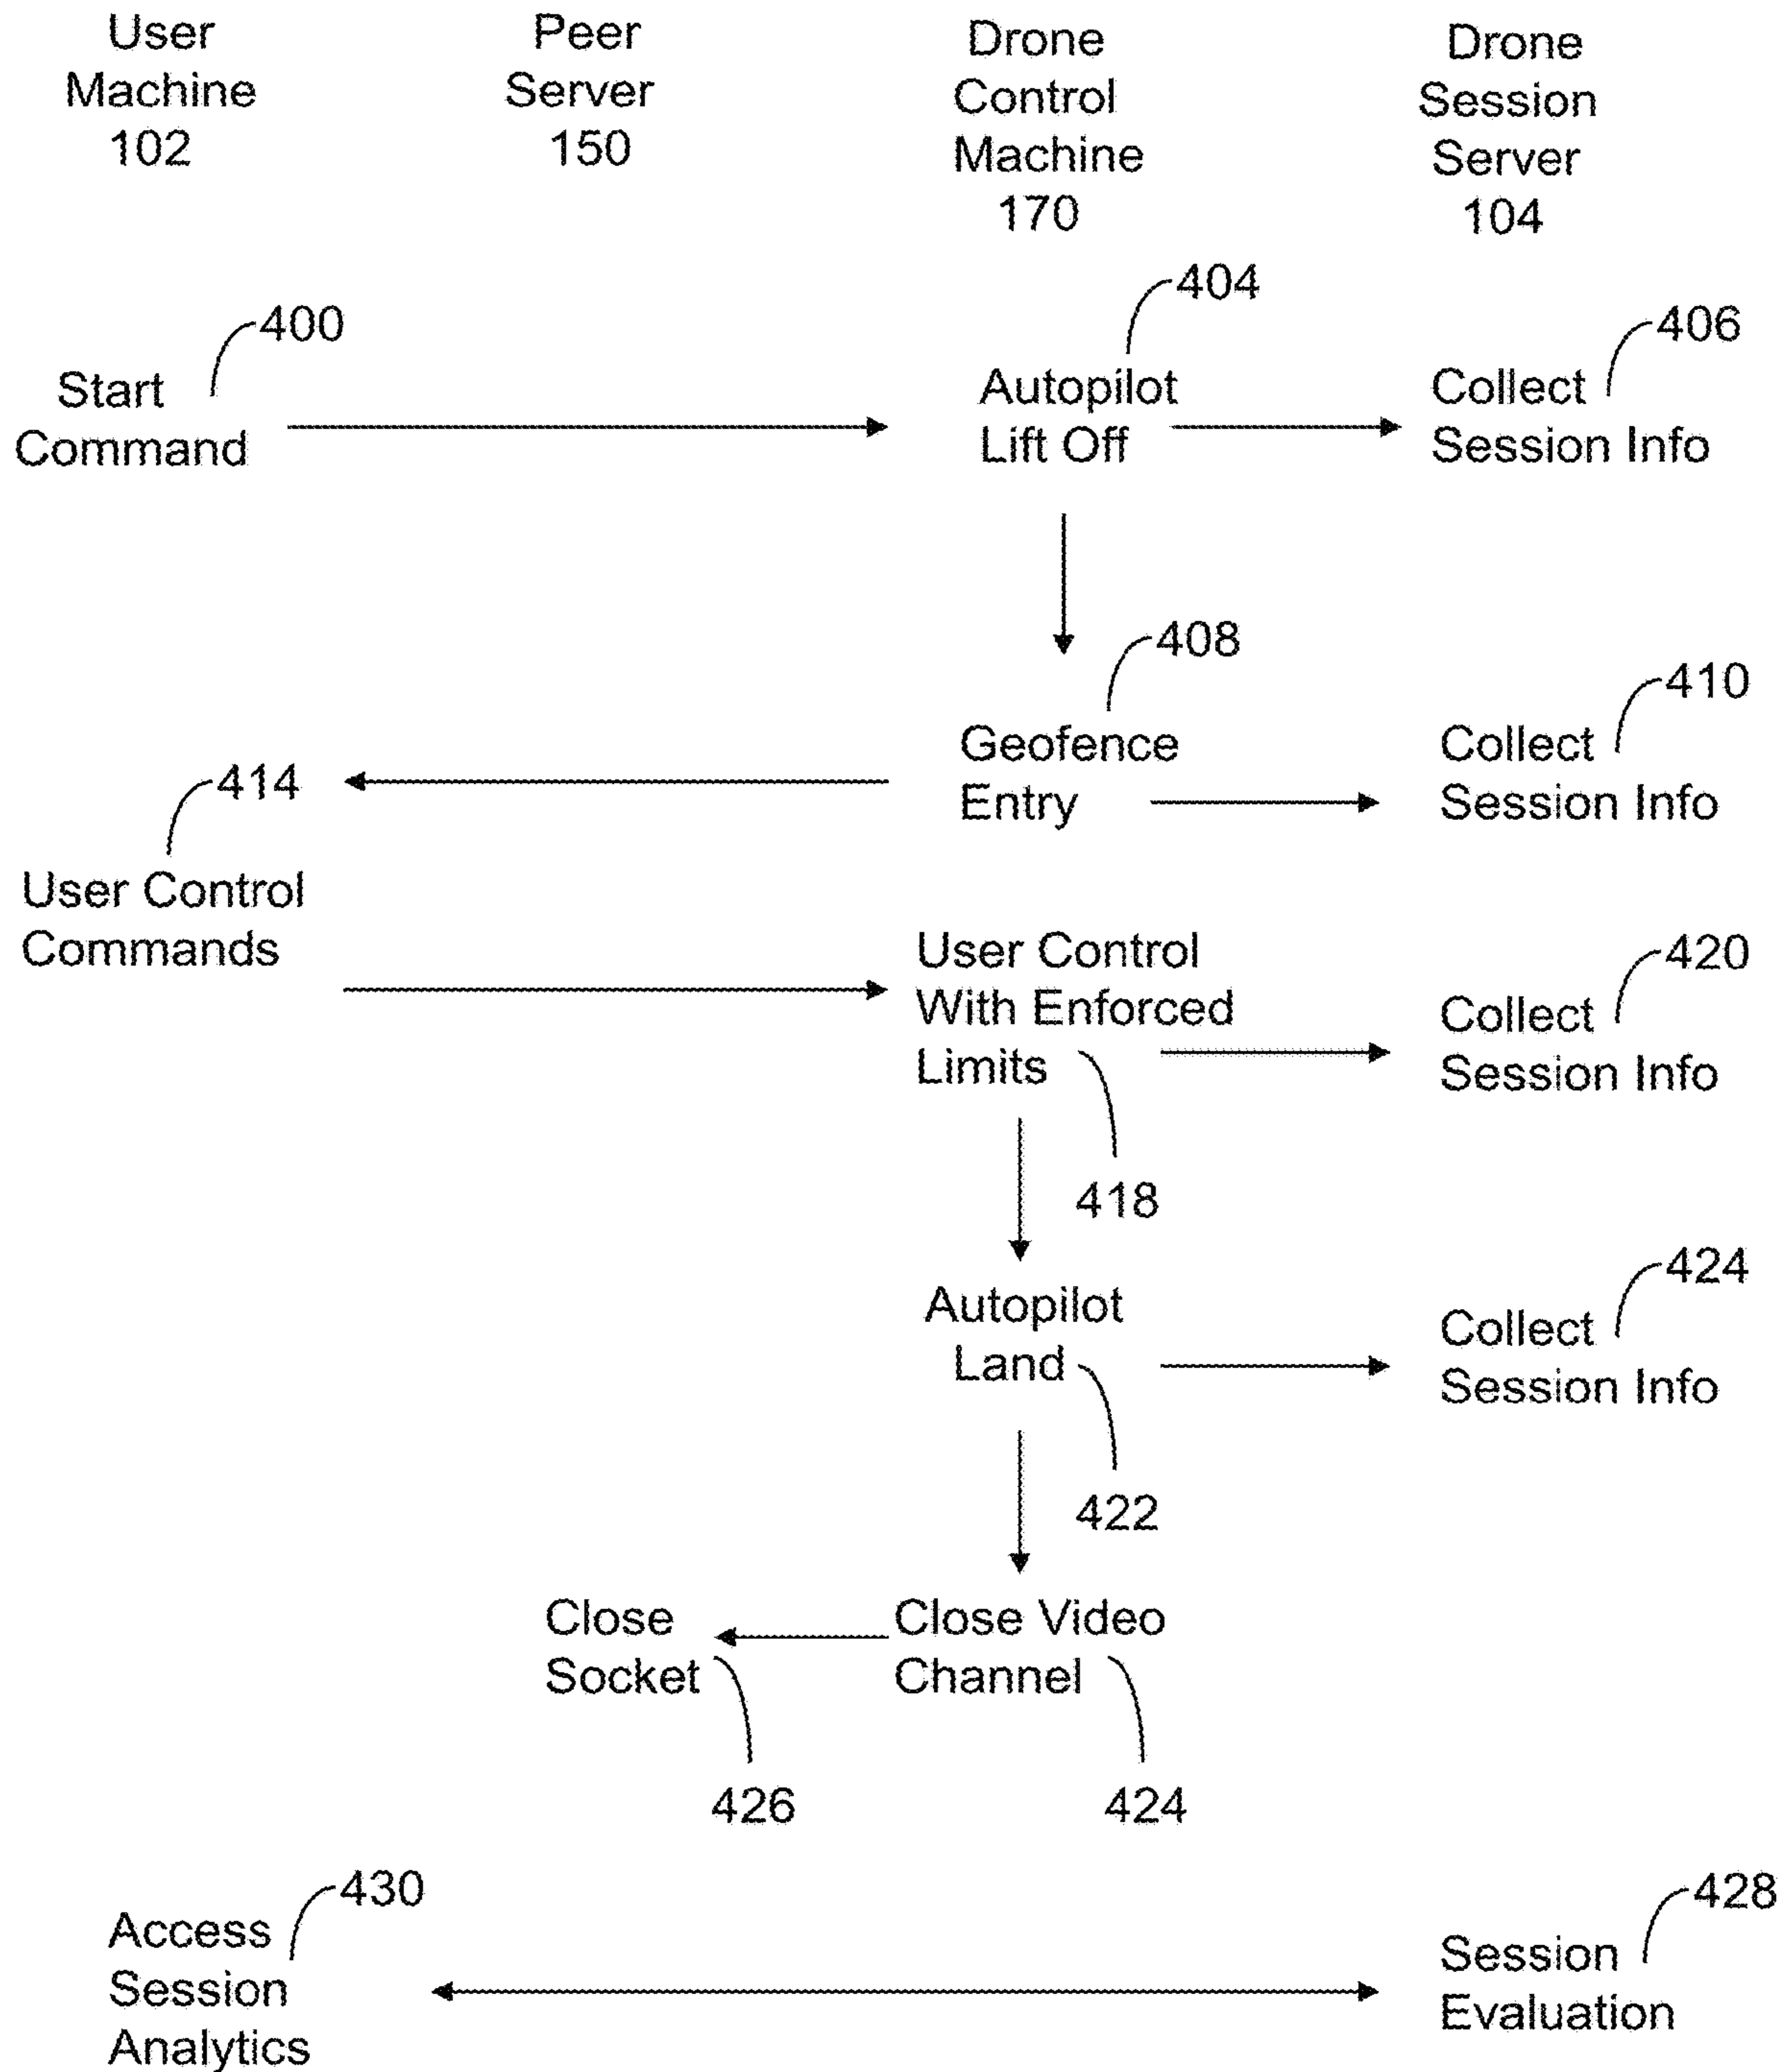 User
Machine
102
Peer
Server
150
Drone
Control
Machine
170
Drone
Session
Server
104
400
Start
Command
404
Autopilot
Lift Off
406
Collect
Session Info
408
Geofence
Entry
410
Collect
Session Info
414
User Control
Commands
User Control
With Enforced
Limits
418
420
Collect
Session Info
Autopilot
Land
422
424
Collect
Session Info
Close
Socket
426
Close Video
Channel
424
430
Access
Session
Analytics
428
Session
Evaluation